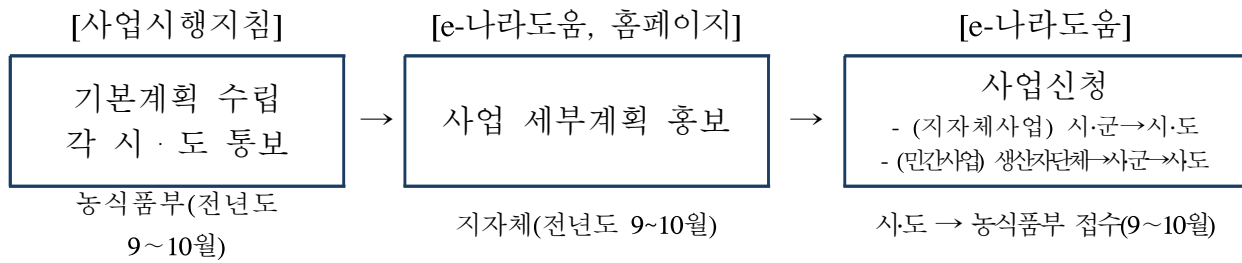 [사업시행지침]
[e-나라도움, 홈페이지]
[e-나라도움]
기본계획 수립
각 시·도 통보
→
사업 세부계획 홍보
→
사업신청
- (지자체사업) 시·군→시·도
- (민간사업) 생산자단체→시·군→시·도
농식품부(전년도
9～10월)
지자체(전년도 9~10월)
시·도 → 농식품부 접수(9～10월)